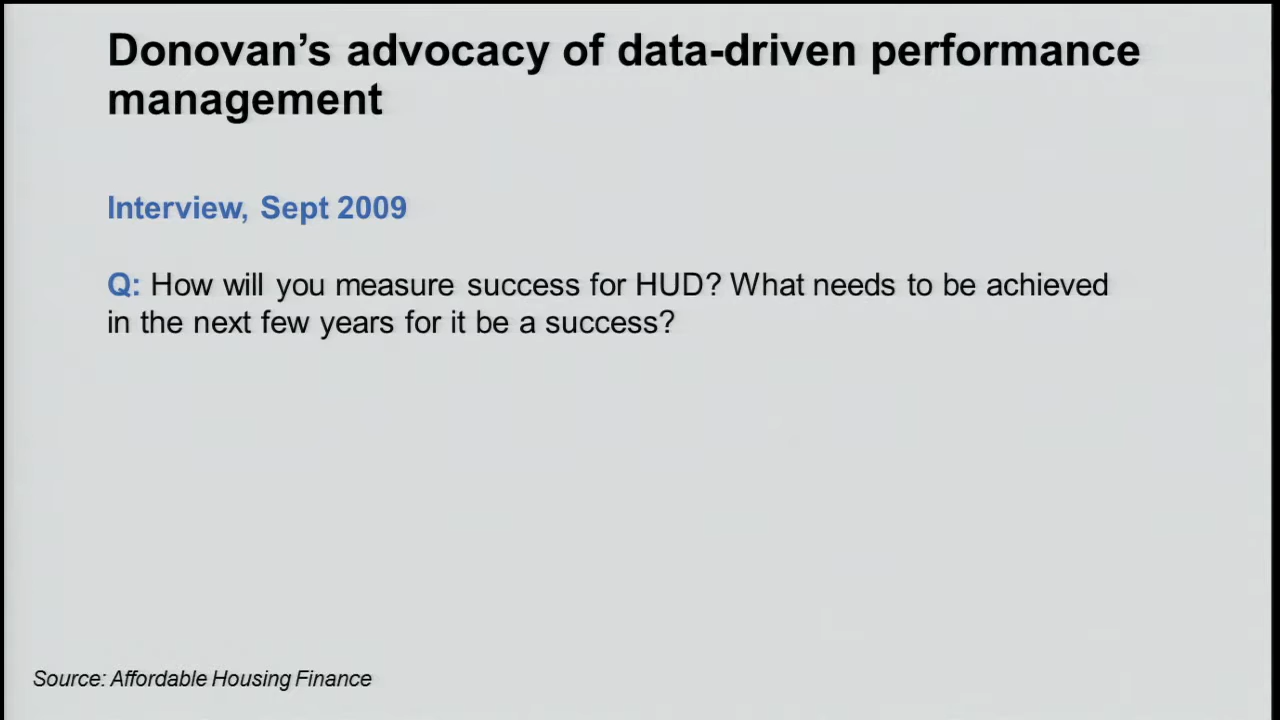 Donovan’s advocacy of data-driven performance
management
Interview, Sept 2009
Q: How will you measure success for HUD? What needs to be achieved
in the next few years for it be a success?
Source: Affordable Housing Finance